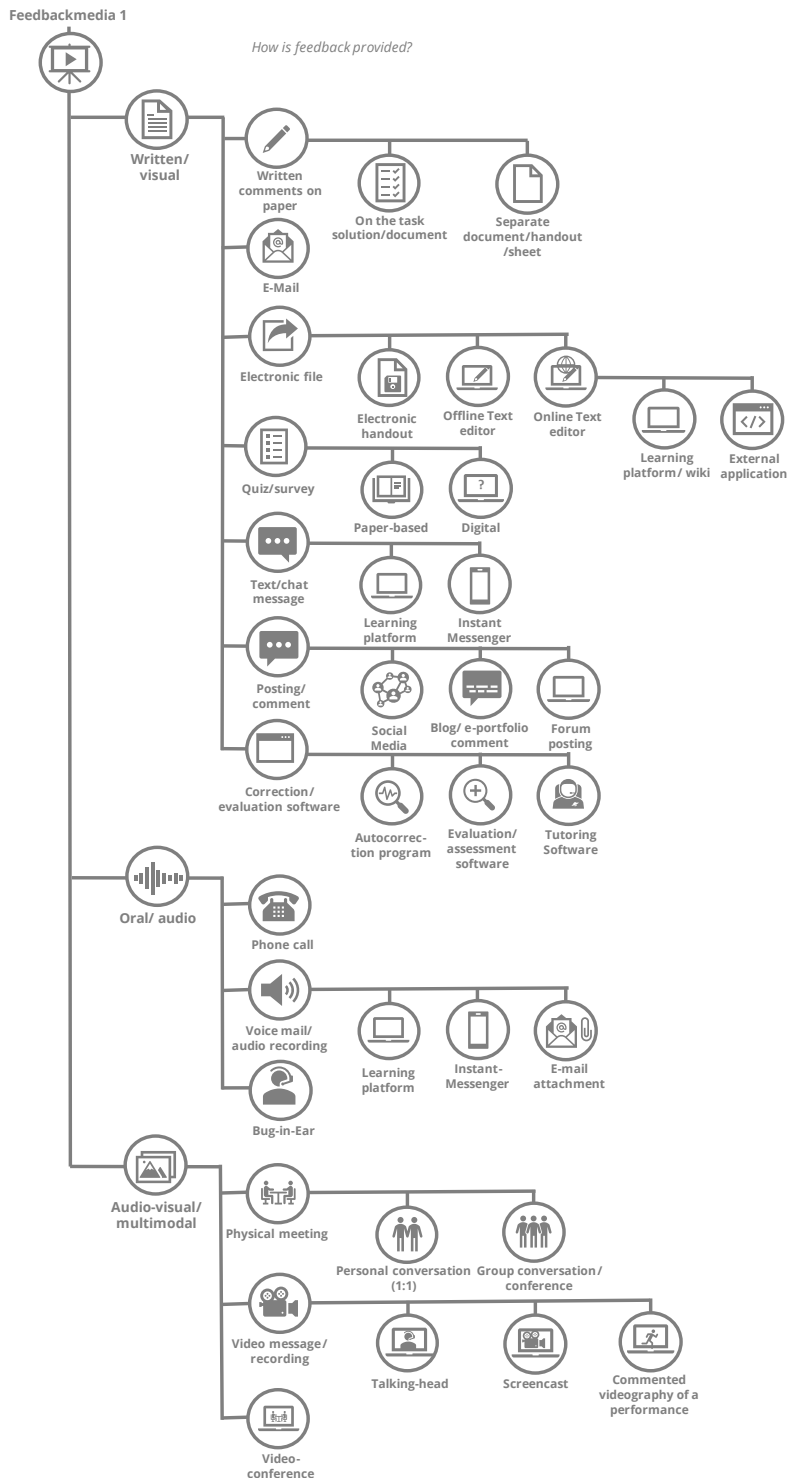 Feedbackmedia 1
How is feedback provided?
Written/
visual
Written
comments on
paper
On the task
solution/document
Separate
document/handout
/sheet
@
E-Mail
Electronic file
Electronic
handout
Offline Text
editor
Online Text
editor
</>
Learning
platform/ wiki
External
application
Quiz/survey
Paper-based
?
Digital
Text/chat
message
Learning
platform
Instant
Messenger
Posting/
comment
Social
Media
Blog/ e-portfolio
comment
Forum
posting
Correction/
evaluation software
Autocorrec-
tion program
Evaluation/
assessment
software
Tutoring
Software
Oral/ audio
Phone call
Voice mail/
audio recording
Learning
platform
Instant-
Messenger
@
E-mail
attachment
Bug-in-Ear
Audio-visual/
multimodal
Physical meeting
Personal conversation
(1:1)
Group conversation/
conference
Video message/
recording
Talking-head
Screencast
Commented
videography of a
performance
Video-
conference